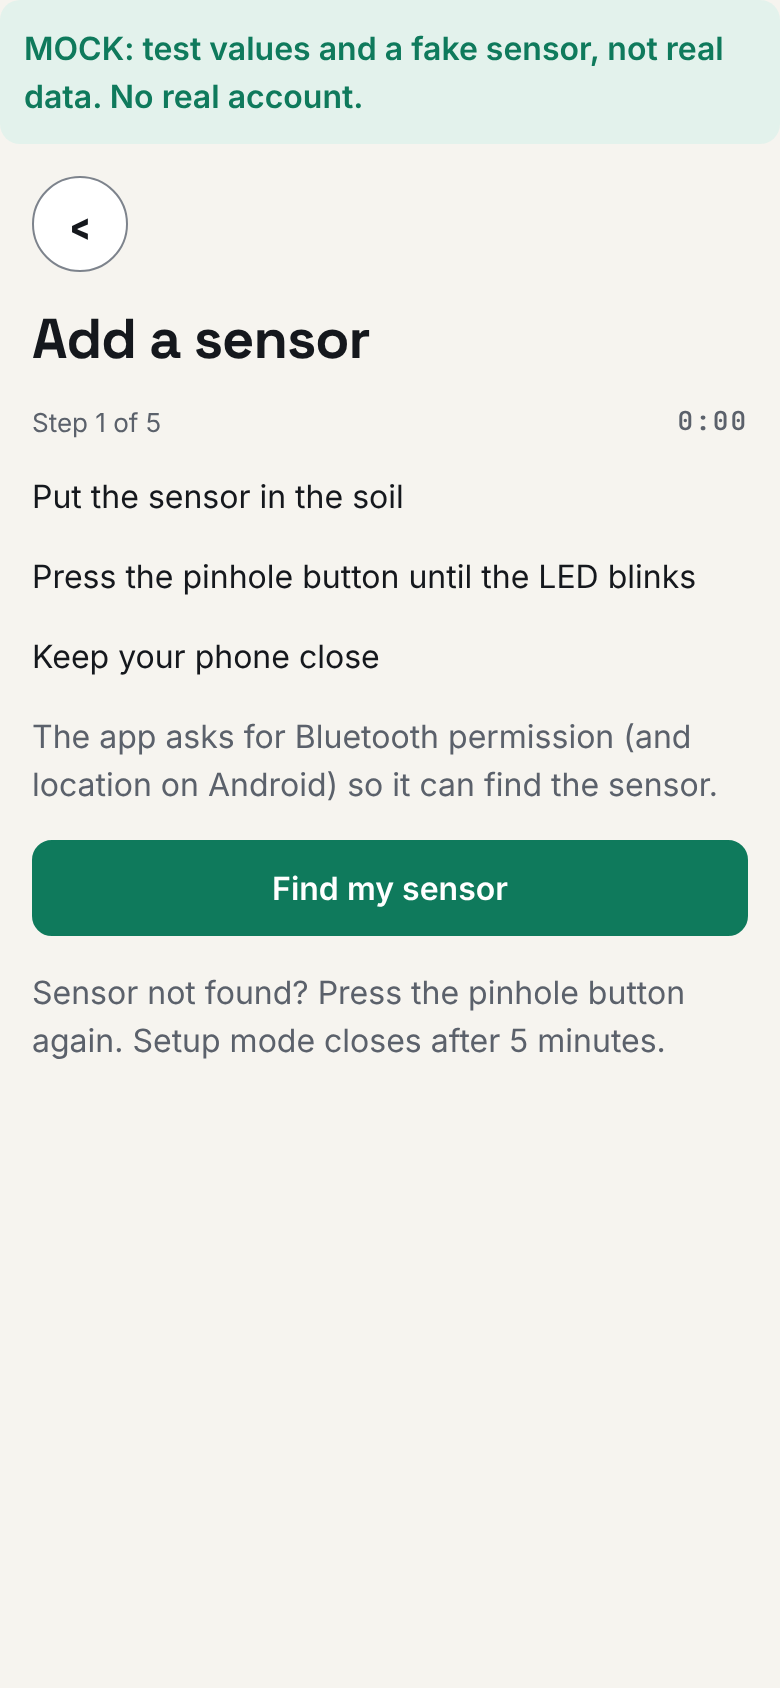 MOCK: test values and a fake sensor, not real
data. No real account.
<
Add a sensor
Step 1 of 5
0:00
Put the sensor in the soil
Press the pinhole button until the LED blinks
Keep your phone close
The app asks for Bluetooth permission (and
location on Android) so it can find the sensor.
Find my sensor
Sensor not found? Press the pinhole button
again. Setup mode closes after 5 minutes.